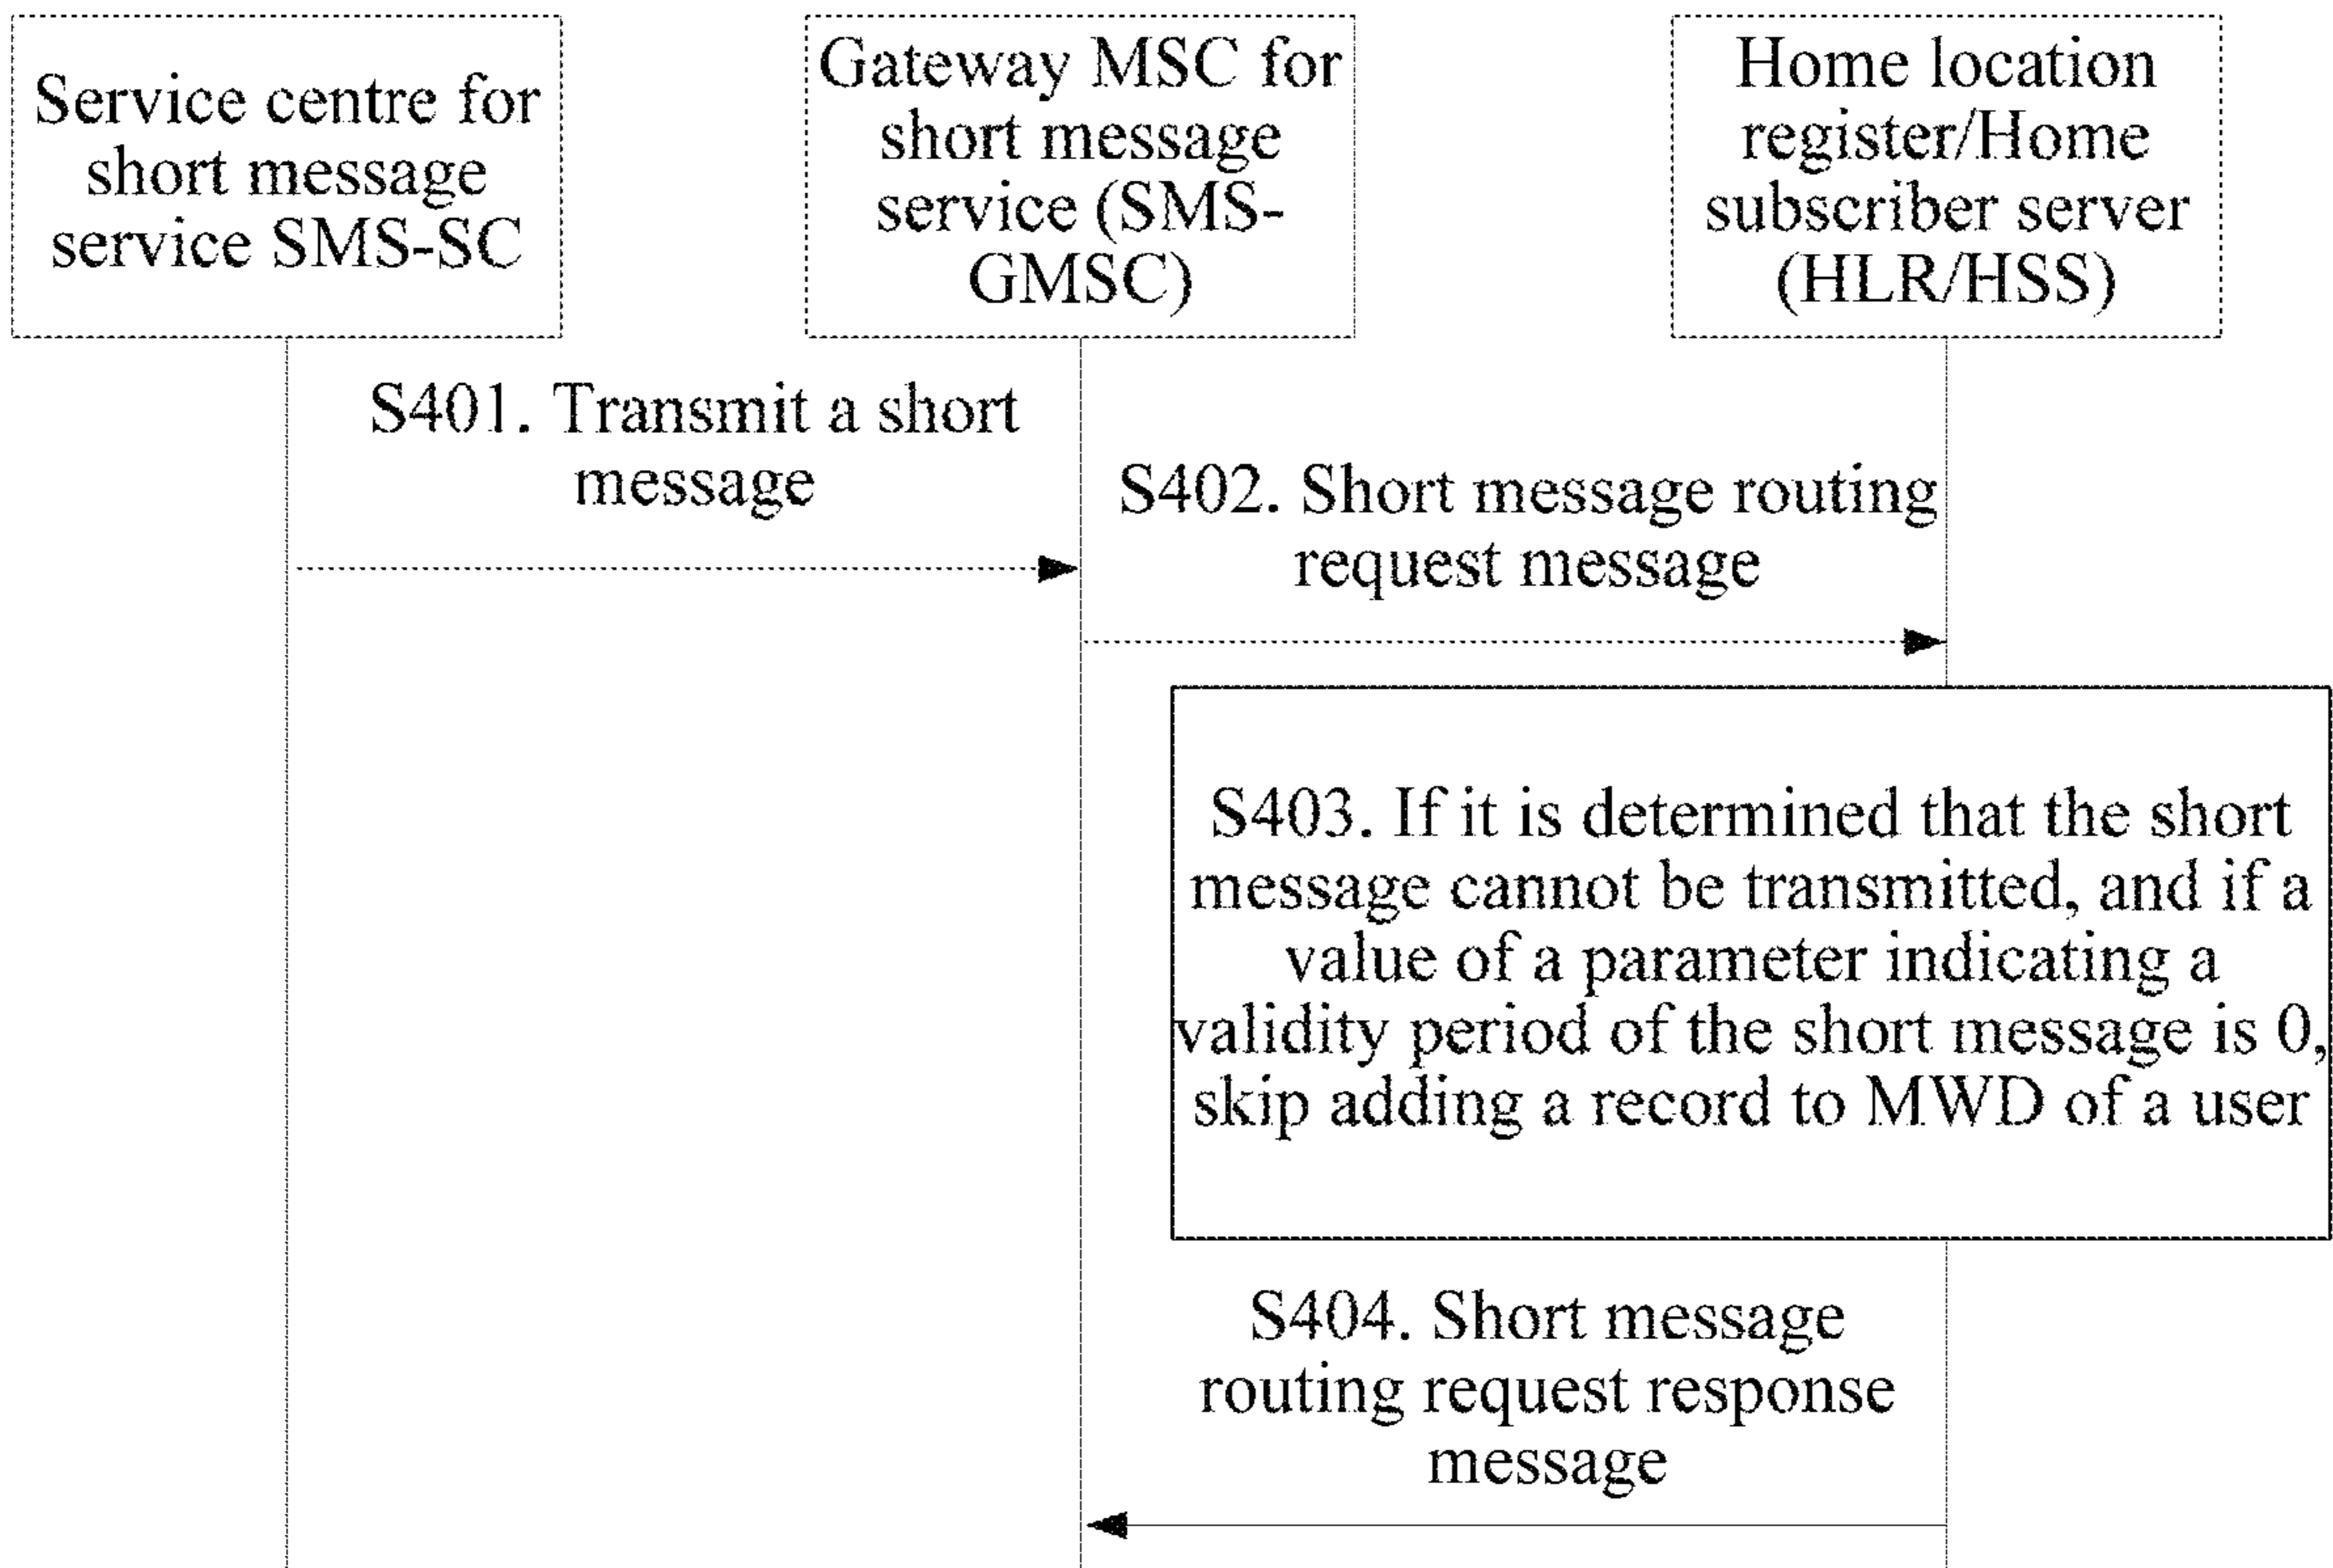 Service centre for
short message
service SMS-SC
Gateway MSC for
short message
service (SMS-
GMSC)
Home location
register/Home
subscriber server
(HLR/HSS)
S401. Transmit a short
message
S402. Short message routing
request message
S403. If it is determined that the short
message cannot be transmitted, and if a
value of a parameter indicating a
validity period of the short message is 0,
skip adding a record to MWD of a user
S404. Short message
routing request response
message